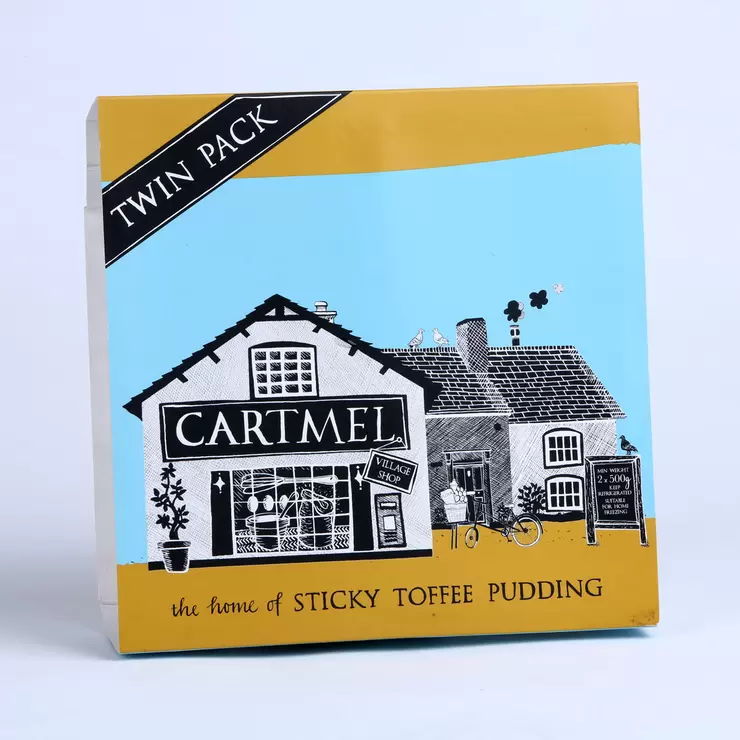 TWIN PACK
CARTMEL
VILLAGE
SHOP
MIN WEIGHT
2 x 500g
KEEP
REFRIGERATED
SUITABLE
FOR HOME
FREEZING
the home of STICKY TOFFEE PUDDING